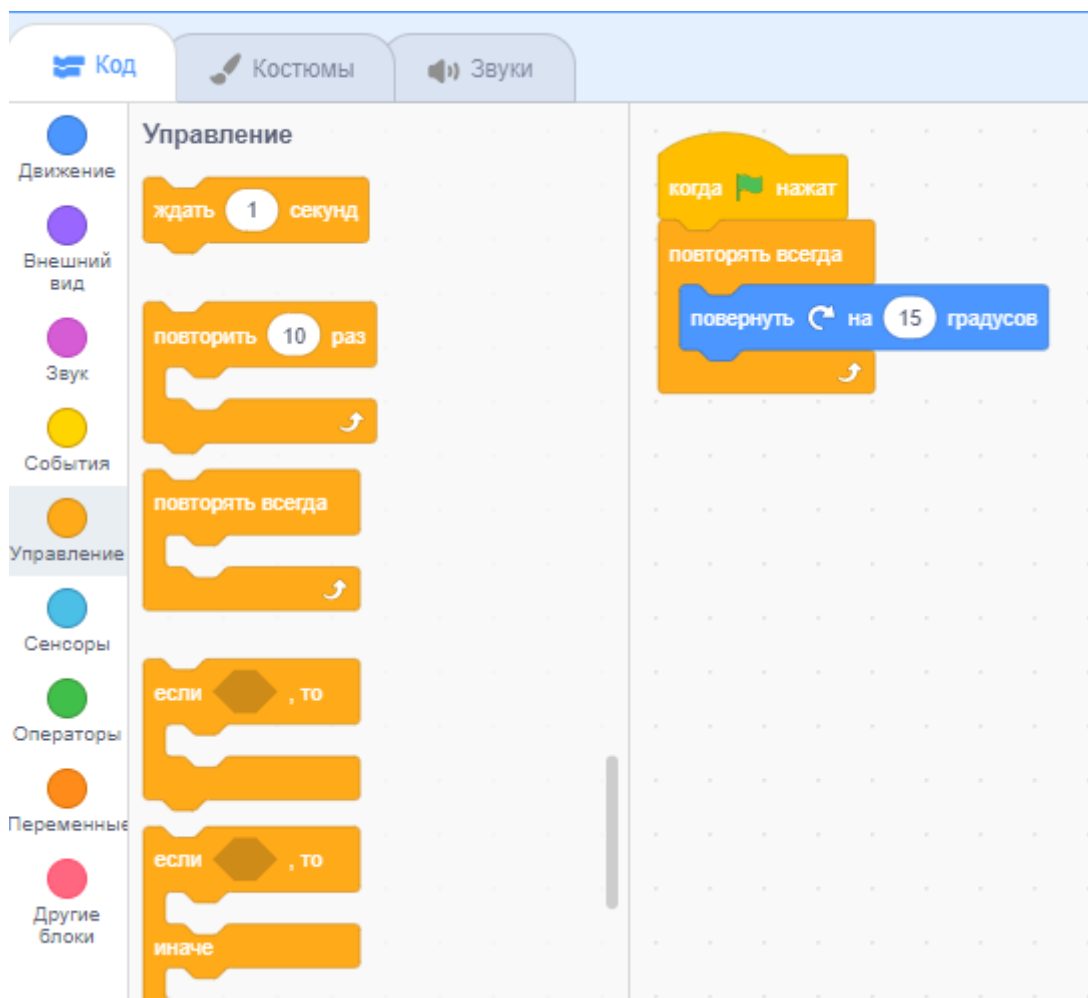 Код
Костюмы
Звуки
Движение
Внешний
вид
Звук
События
Управление
Сенсоры
Операторы
Переменные
Другие
блоки
Управление
ждать 1 секунд
повторить 10 раз
повторять всегда
если , то
если , то
иначе
когда нажат
повторять всегда
повернуть на 15 градусов